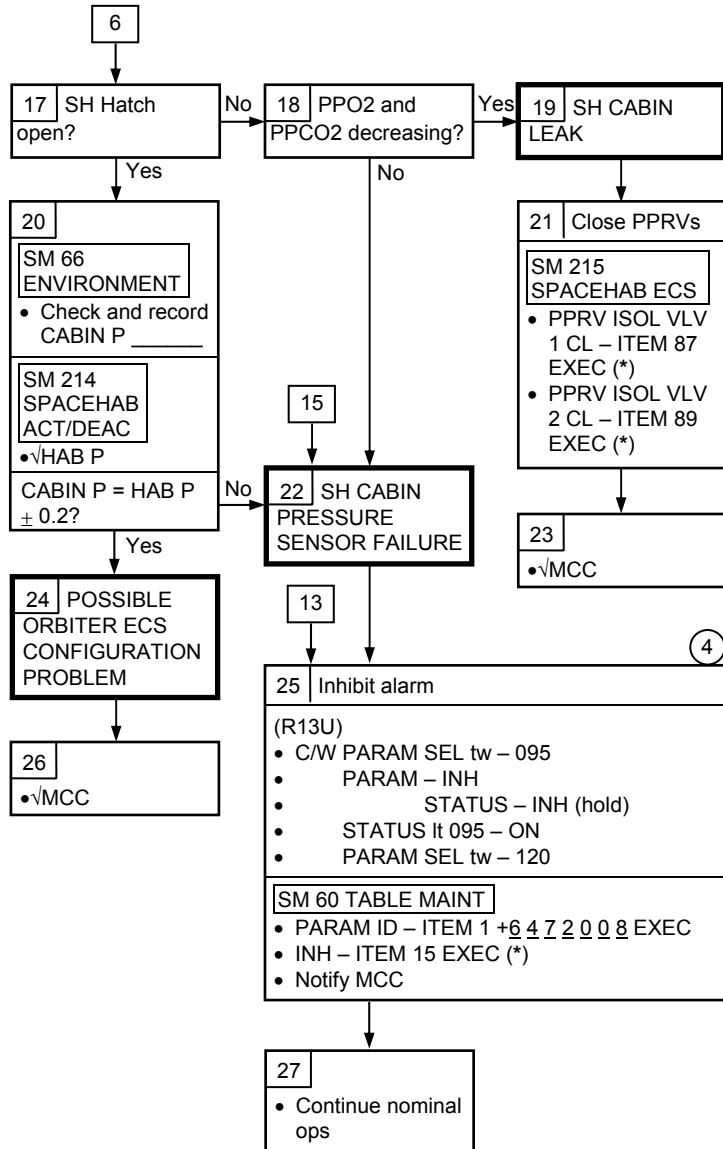 6
17 SH Hatch
open?
No
18 PPO2 and
PPCO2 decreasing?
Yes
19 SH CABIN
LEAK
Yes
No
20
SM 66
ENVIRONMENT
• Check and record
CABIN P ______
SM 214
SPACEHAB
ACT/DEAC
•√HAB P
CABIN P = HAB P
± 0.2?
No
Yes
21 Close PPRVs
SM 215
SPACEHAB ECS
• PPRV ISOL VLV
1 CL – ITEM 87
EXEC (*)
• PPRV ISOL VLV
2 CL – ITEM 89
EXEC (*)
15
22 SH CABIN
PRESSURE
SENSOR FAILURE
23
•√MCC
24 POSSIBLE
ORBITER ECS
CONFIGURATION
PROBLEM
26
•√MCC
13
4
25 Inhibit alarm
(R13U)
• C/W PARAM SEL tw – 095
• PARAM – INH
• STATUS – INH (hold)
• STATUS lt 095 – ON
• PARAM SEL tw – 120
SM 60 TABLE MAINT
• PARAM ID – ITEM 1 +6 4 7 2 0 0 8 EXEC
• INH – ITEM 15 EXEC (*)
• Notify MCC
27
• Continue nominal
ops